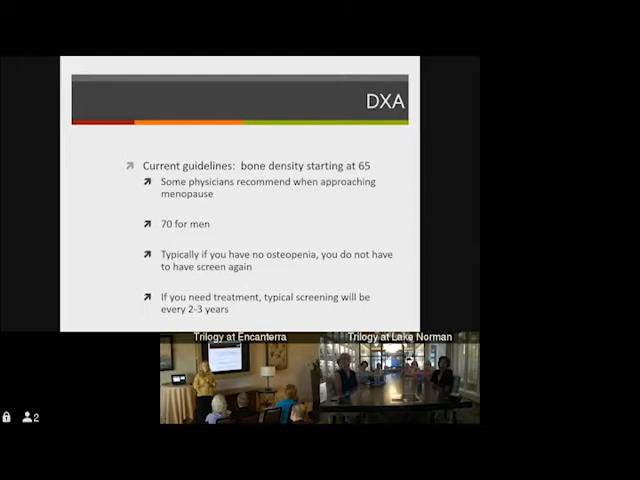 DXA
Current guidelines: bone density starting at 65
Some physicians recommend when approaching
menopause
70 for men
Typically if you have no osteopenia, you do not have
to have screen again
If you need treatment, typical screening will be
every 2-3 years
Trilogy at Encanterra
Trilogy at Lake Norman
2